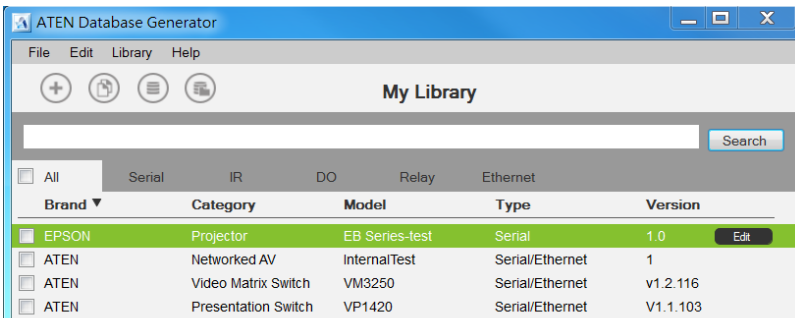 ATEN Database Generator
File Edit Library Help
My Library
Search
All Serial IR DO Relay Ethernet
Brand ▼ Category Model Type Version
EPSON Projector EB Series-test Serial 1.0 Edit
ATEN Networked AV InternalTest Serial/Ethernet 1
ATEN Video Matrix Switch VM3250 Serial/Ethernet v1.2.116
ATEN Presentation Switch VP1420 Serial/Ethernet V1.1.103